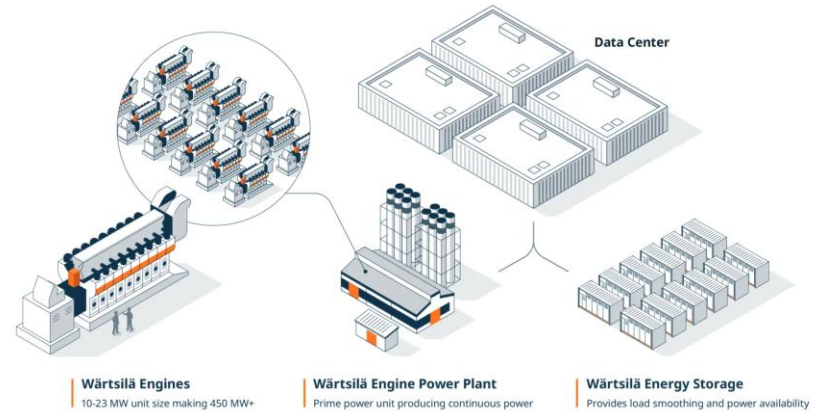 Data Center
Wärtsilä Engines
10-23 MW unit size making 450 MW+
Wärtsilä Engine Power Plant
Prime power unit producing continuous power
Wärtsilä Energy Storage
Provides load smoothing and power availability